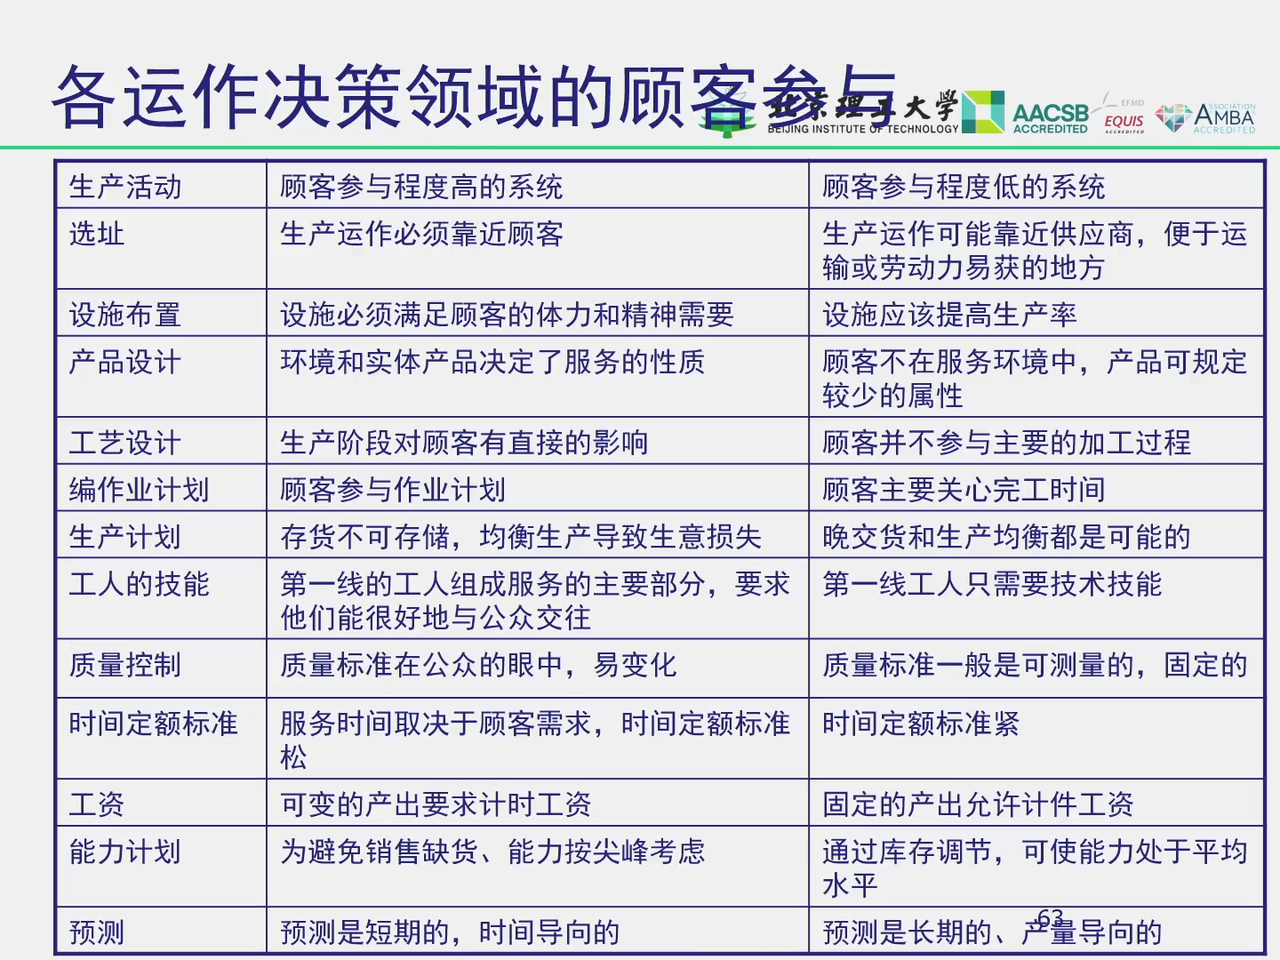 各运作决策领域的顾客参与
北京理工大学
BEIJING INSTITUTE OF TECHNOLOGY
AACSB
ACCREDITED
EFMD
EQUIS
ACCREDITED
ASSOCIATION
AMBA
ACCREDITED
生产活动
顾客参与程度高的系统
顾客参与程度低的系统
选址
生产运作必须靠近顾客
生产运作可能靠近供应商，便于运
输或劳动力易获的地方
设施布置
设施必须满足顾客的体力和精神需要
设施应该提高生产率
产品设计
环境和实体产品决定了服务的性质
顾客不在服务环境中，产品可规定
较少的属性
工艺设计
生产阶段对顾客有直接的影响
顾客并不参与主要的加工过程
编作业计划
顾客参与作业计划
顾客主要关心完工时间
生产计划
存货不可存储，均衡生产导致生意损失
晚交货和生产均衡都是可能的
工人的技能
第一线的工人组成服务的主要部分，要求
他们能很好地与公众交往
第一线工人只需要技术技能
质量控制
质量标准在公众的眼中，易变化
质量标准一般是可测量的，固定的
时间定额标准
服务时间取决于顾客需求，时间定额标准
松
时间定额标准紧
工资
可变的产出要求计时工资
固定的产出允许计件工资
能力计划
为避免销售缺货、能力按尖峰考虑
通过库存调节，可使能力处于平均
水平
预测
预测是短期的，时间导向的
预测是长期的、产量导向的
63